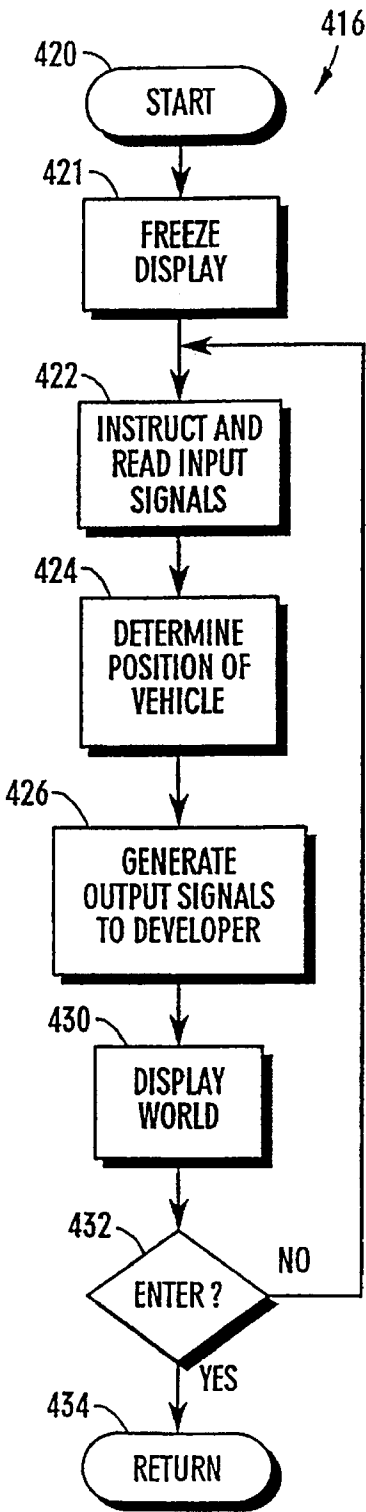 416
420
START
421
FREEZE
DISPLAY
422
INSTRUCT AND
READ INPUT
SIGNALS
424
DETERMINE
POSITION OF
VEHICLE
426
GENERATE
OUTPUT SIGNALS
TO DEVELOPER
430
DISPLAY
WORLD
432
ENTER ?
NO
YES
434
RETURN